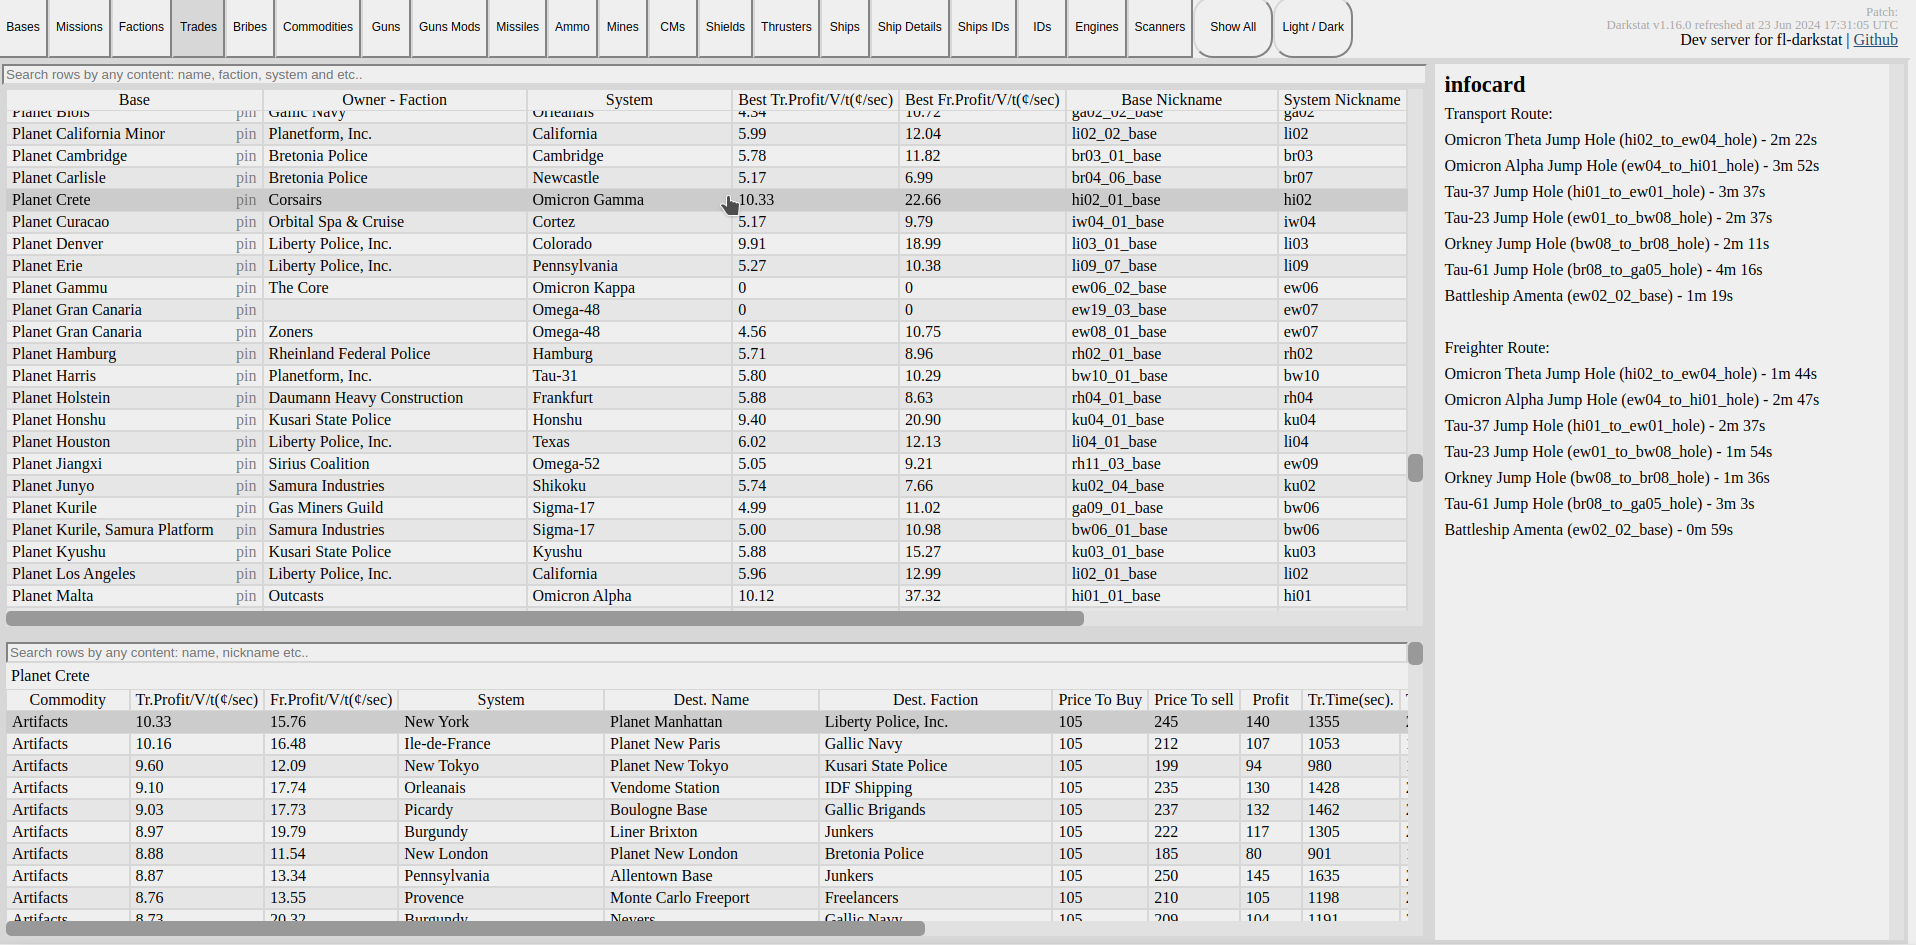 Bases Missions Factions Trades Bribes Commodities Guns Guns Mods Missiles Ammo Mines CMs Shields Thrusters Ships Ship Details Ships IDs IDs Engines Scanners Show All Light / Dark
Patch:
Darkstat v1.16.0 refreshed at 23 Jun 2024 17:31:05 UTC
Dev server for fl-darkstat | Github
Search rows by any content: name, faction, system and etc..
Base Owner - Faction System Best Tr.Profit/V/t(¢/sec) Best Fr.Profit/V/t(¢/sec) Base Nickname System Nickname
Planet Blois pin Gallic Navy Orleanais 4.34 10.72 ga02_02_base ga02
Planet California Minor pin Planetform, Inc. California 5.99 12.04 li02_02_base li02
Planet Cambridge pin Bretonia Police Cambridge 5.78 11.82 br03_01_base br03
Planet Carlisle pin Bretonia Police Newcastle 5.17 6.99 br04_06_base br07
Planet Crete pin Corsairs Omicron Gamma 10.33 22.66 hi02_01_base hi02
Planet Curacao pin Orbital Spa & Cruise Cortez 5.17 9.79 iw04_01_base iw04
Planet Denver pin Liberty Police, Inc. Colorado 9.91 18.99 li03_01_base li03
Planet Erie pin Liberty Police, Inc. Pennsylvania 5.27 10.38 li09_07_base li09
Planet Gammu pin The Core Omicron Kappa 0 0 ew06_02_base ew06
Planet Gran Canaria pin Omega-48 0 0 ew19_03_base ew07
Planet Gran Canaria pin Zoners Omega-48 4.56 10.75 ew08_01_base ew07
Planet Hamburg pin Rheinland Federal Police Hamburg 5.71 8.96 rh02_01_base rh02
Planet Harris pin Planetform, Inc. Tau-31 5.80 10.29 bw10_01_base bw10
Planet Holstein pin Daumann Heavy Construction Frankfurt 5.88 8.63 rh04_01_base rh04
Planet Honshu pin Kusari State Police Honshu 9.40 20.90 ku04_01_base ku04
Planet Houston pin Liberty Police, Inc. Texas 6.02 12.13 li04_01_base li04
Planet Jiangxi pin Sirius Coalition Omega-52 5.05 9.21 rh11_03_base ew09
Planet Junyo pin Samura Industries Shikoku 5.74 7.66 ku02_04_base ku02
Planet Kurile pin Gas Miners Guild Sigma-17 4.99 11.02 ga09_01_base bw06
Planet Kurile, Samura Platform pin Samura Industries Sigma-17 5.00 10.98 bw06_01_base bw06
Planet Kyushu pin Kusari State Police Kyushu 5.88 15.27 ku03_01_base ku03
Planet Los Angeles pin Liberty Police, Inc. California 5.96 12.99 li02_01_base li02
Planet Malta pin Outcasts Omicron Alpha 10.12 37.32 hi01_01_base hi01
Search rows by any content: name, nickname etc..
Planet Crete
Commodity Tr.Profit/V/t(¢/sec) Fr.Profit/V/t(¢/sec) System Dest. Name Dest. Faction Price To Buy Price To sell Profit Tr.Time(sec).
Artifacts 10.33 15.76 New York Planet Manhattan Liberty Police, Inc. 105 245 140 1355
Artifacts 10.16 16.48 Ile-de-France Planet New Paris Gallic Navy 105 212 107 1053
Artifacts 9.60 12.09 New Tokyo Planet New Tokyo Kusari State Police 105 199 94 980
Artifacts 9.10 17.74 Orleanais Vendome Station IDF Shipping 105 235 130 1428
Artifacts 9.03 17.73 Picardy Boulogne Base Gallic Brigands 105 237 132 1462
Artifacts 8.97 19.79 Burgundy Liner Brixton Junkers 105 222 117 1305
Artifacts 8.88 11.54 New London Planet New London Bretonia Police 105 185 80 901
Artifacts 8.87 13.34 Pennsylvania Allentown Base Junkers 105 250 145 1635
Artifacts 8.76 13.55 Provence Monte Carlo Freeport Freelancers 105 210 105 1198
Artifacts 8.73 20.32 Burgundy Nevers Gallic Navy 105 209 104 1191
infocard
Transport Route:
Omicron Theta Jump Hole (hi02_to_ew04_hole) - 2m 22s
Omicron Alpha Jump Hole (ew04_to_hi01_hole) - 3m 52s
Tau-37 Jump Hole (hi01_to_ew01_hole) - 3m 37s
Tau-23 Jump Hole (ew01_to_bw08_hole) - 2m 37s
Orkney Jump Hole (bw08_to_br08_hole) - 2m 11s
Tau-61 Jump Hole (br08_to_ga05_hole) - 4m 16s
Battleship Amenta (ew02_02_base) - 1m 19s
Freighter Route:
Omicron Theta Jump Hole (hi02_to_ew04_hole) - 1m 44s
Omicron Alpha Jump Hole (ew04_to_hi01_hole) - 2m 47s
Tau-37 Jump Hole (hi01_to_ew01_hole) - 2m 37s
Tau-23 Jump Hole (ew01_to_bw08_hole) - 1m 54s
Orkney Jump Hole (bw08_to_br08_hole) - 1m 36s
Tau-61 Jump Hole (br08_to_ga05_hole) - 3m 3s
Battleship Amenta (ew02_02_base) - 0m 59s